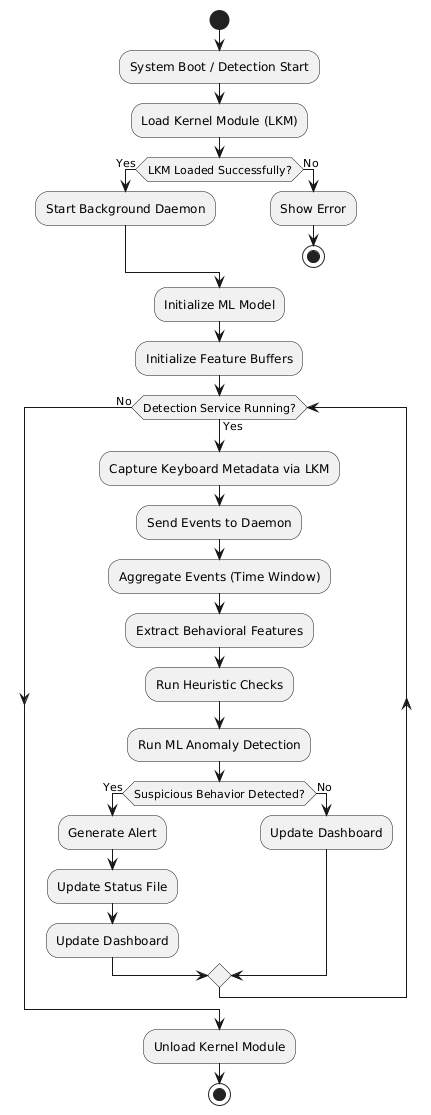 System Boot / Detection Start
Load Kernel Module (LKM)
Yes
LKM Loaded Successfully?
No
Start Background Daemon
Show Error
Initialize ML Model
Initialize Feature Buffers
No
Detection Service Running?
Yes
Capture Keyboard Metadata via LKM
Send Events to Daemon
Aggregate Events (Time Window)
Extract Behavioral Features
Run Heuristic Checks
Run ML Anomaly Detection
Yes
Suspicious Behavior Detected?
No
Generate Alert
Update Dashboard
Update Status File
Update Dashboard
Unload Kernel Module